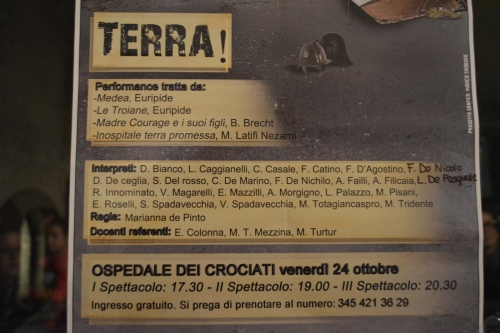 TERRA!
Performance tratta da:
-Medea, Euripide
-Le Troiane, Euripide
-Madre Courage e i suoi figli, B. Brecht
-Inospitale terra promessa, M. Latifi Nezami
Interpreti: D. Bianco, L. Caggianelli, C. Casale, F. Catino, F. D'Agostino, F. De Nicolo
D. De ceglia, S. Del rosso, C. De Marino, F. De Nichilo, A. Failli, A. Filicaia, L. De Pasquale
R. Innominato, V. Magarelli, E. Mazzilli, A. Morgigno, L. Palazzo, M. Pisani,
E. Roselli, S. Spadavecchia, V. Spadavecchia, M. Totagiancaspro, M. Tridente
Regia: Marianna de Pinto
Docenti referenti: E. Colonna, M. T. Mezzina, M. Turtur
OSPEDALE DEI CROCIATI venerdì 24 ottobre
I Spettacolo: 17.30 - II Spettacolo: 19.00 - III Spettacolo: 20.30
Ingresso gratuito. Si prega di prenotare al numero: 345 421 36 29
PROGETTO GRAFICO: